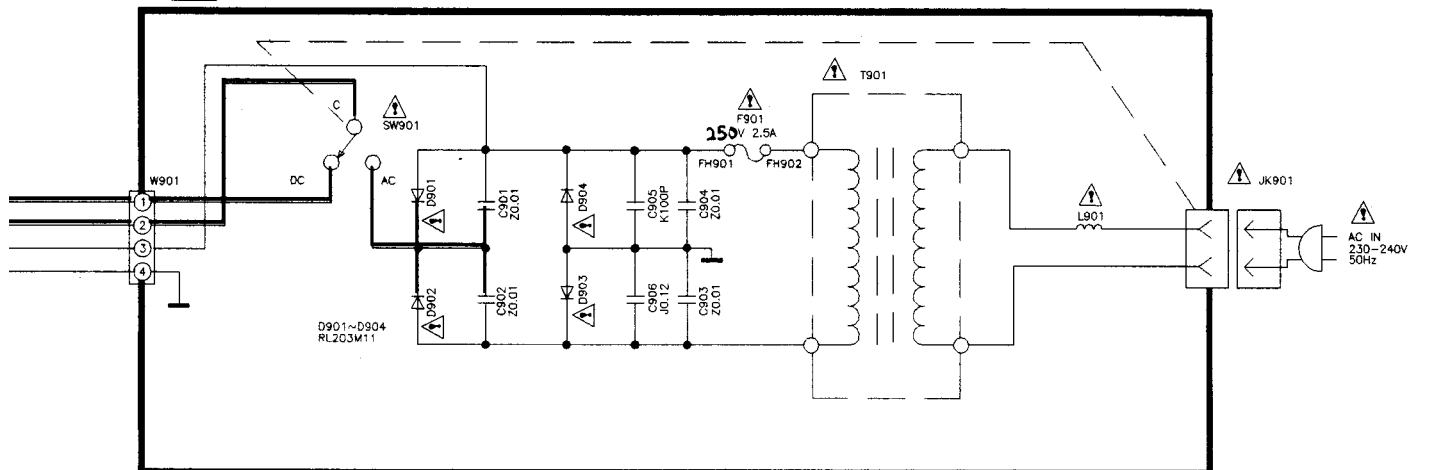 T901
C
SW901
F901
250V 2.5A
FH901
FH902
W901
DC
AC
JK901
1
2
3
4
D901
C901
Z0.01
D904
C905
K100P
C904
Z0.01
L901
AC IN
230-240V
50Hz
D902
C902
Z0.01
D903
C906
J0.12
C903
Z0.01
D901~D904
RL203M11